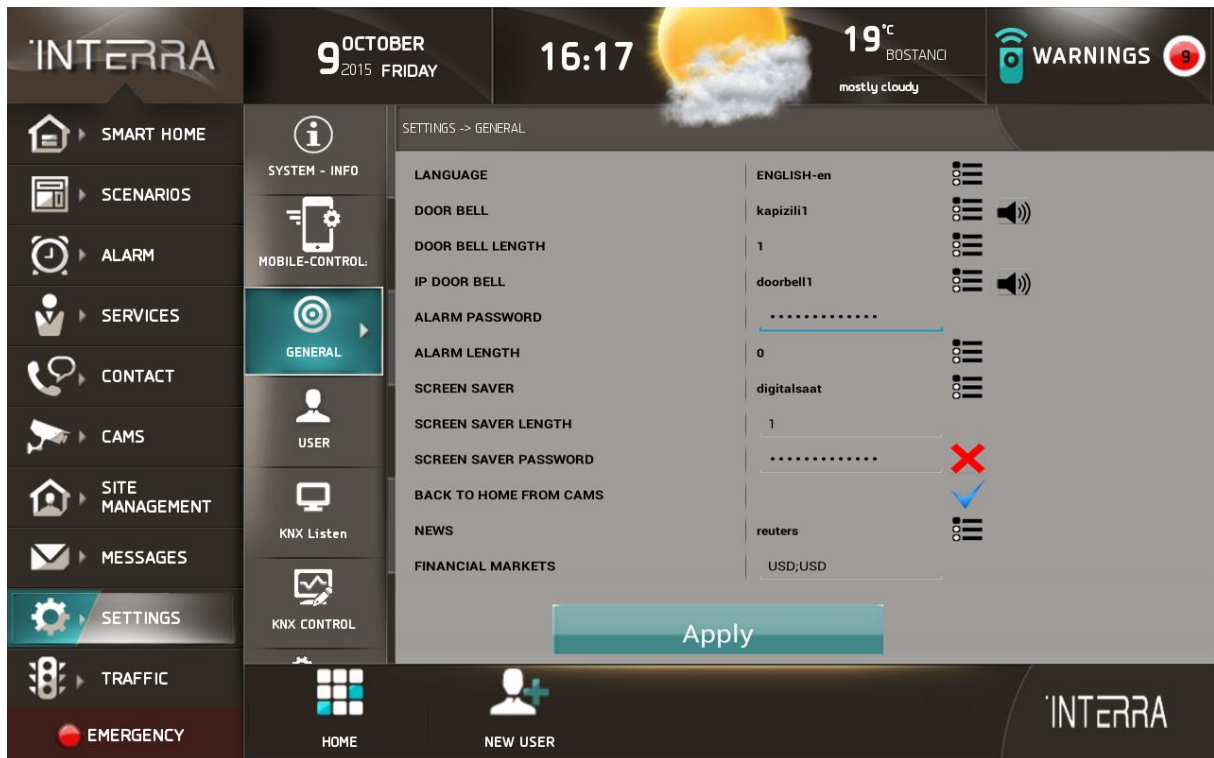 INTERRA
9 OCTOBER
2015 FRIDAY
16:17
19°C
BOSTANCI
mostly cloudy
WARNINGS 9
SMART HOME
SCENARIOS
ALARM
SERVICES
CONTACT
CAMS
SITE
MANAGEMENT
MESSAGES
SETTINGS
TRAFFIC
EMERGENCY
SYSTEM - INFO
MOBILE-CONTROL:
GENERAL
USER
KNX Listen
KNX CONTROL
SETTINGS -> GENERAL
LANGUAGE ENGLISH-en
DOOR BELL kapizili1
DOOR BELL LENGTH 1
IP DOOR BELL doorbell1
ALARM PASSWORD •••••••••••••
ALARM LENGTH 0
SCREEN SAVER digitalsaat
SCREEN SAVER LENGTH 1
SCREEN SAVER PASSWORD •••••••••••••
BACK TO HOME FROM CAMS
NEWS reuters
FINANCIAL MARKETS USD;USD
Apply
HOME
NEW USER
INTERRA